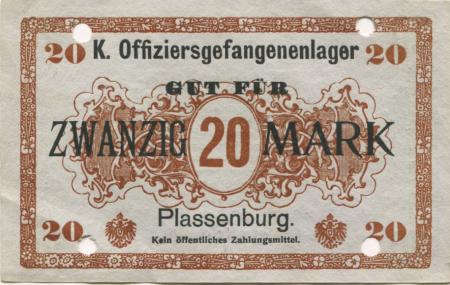 20 K. Offiziersgefangenenlager 20
GUT FÜR
ZWANZIG 20 MARK
Plassenburg.
20 Kein öffentliches Zahlungsmittel. 20